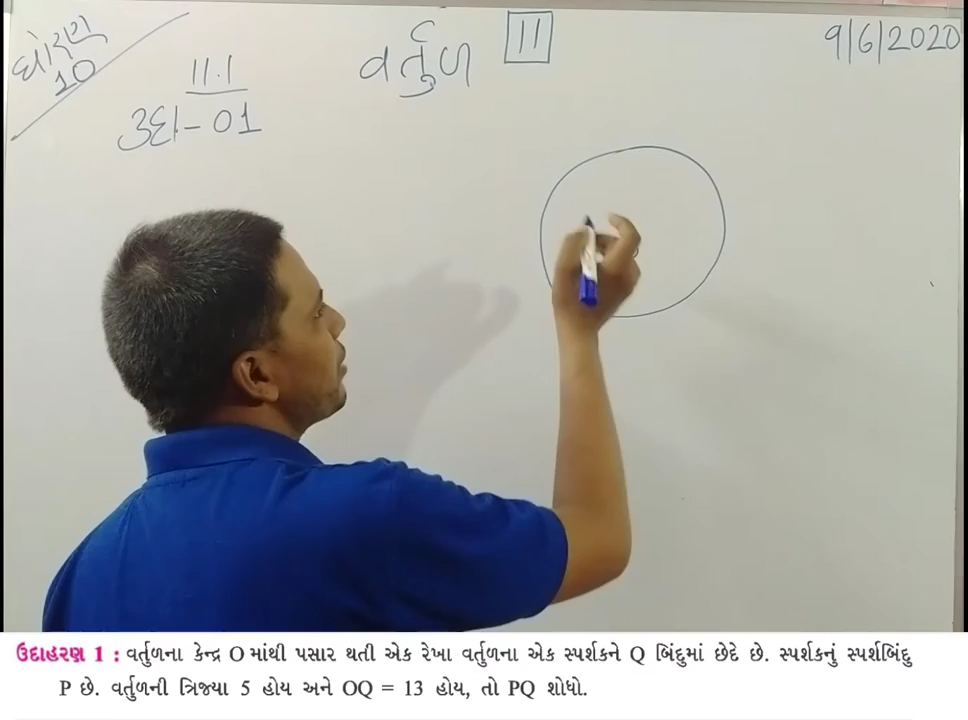 ધોરણ
10
11.1
ઉદા-01
વર્તુળ 11
9/6/2020
ઉદાહરણ 1 : વર્તુળના કેન્દ્ર O માંથી પસાર થતી એક રેખા વર્તુળના એક સ્પર્શકને Q બિંદુમાં છેદે છે. સ્પર્શકનું સ્પર્શબિંદુ
P છે. વર્તુળની ત્રિજ્યા 5 હોય અને OQ = 13 હોય, તો PQ શોધો.